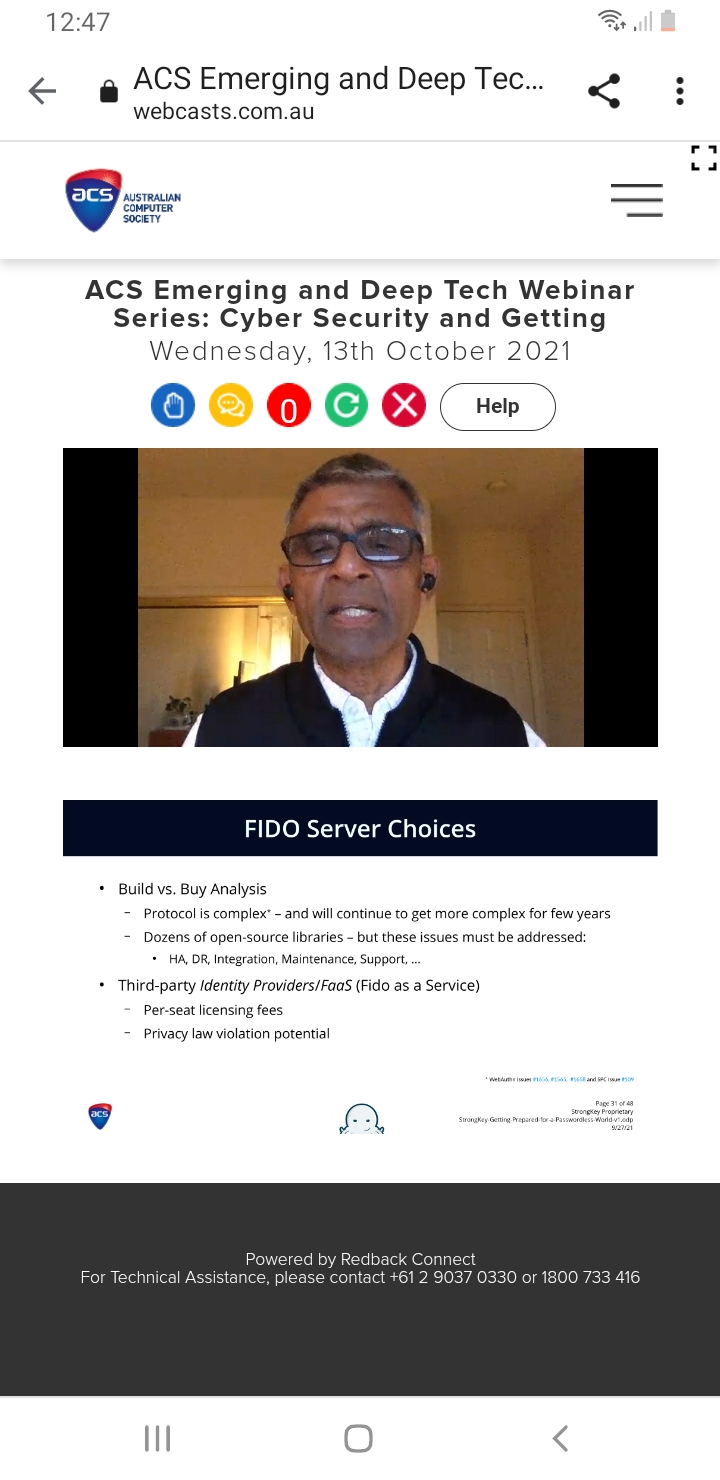 12:47
ACS Emerging and Deep Tec...
webcasts.com.au
acs AUSTRALIAN
COMPUTER
SOCIETY
ACS Emerging and Deep Tech Webinar
Series: Cyber Security and Getting
Wednesday, 13th October 2021
0
Help
FIDO Server Choices
• Build vs. Buy Analysis
– Protocol is complex* – and will continue to get more complex for few years
– Dozens of open-source libraries – but these issues must be addressed:
• HA, DR, Integration, Maintenance, Support, ...
• Third-party Identity Providers/FaaS (Fido as a Service)
– Per-seat licensing fees
– Privacy law violation potential
* WebAuthn Issues #1656, #1665, #1668 and SPC Issue #109
acs
Page 31 of 48
StrongKey Proprietary
StrongKey-Getting-Prepared-for-a-Passwordless-World-v1.odp
9/27/21
Powered by Redback Connect
For Technical Assistance, please contact +61 2 9037 0330 or 1800 733 416